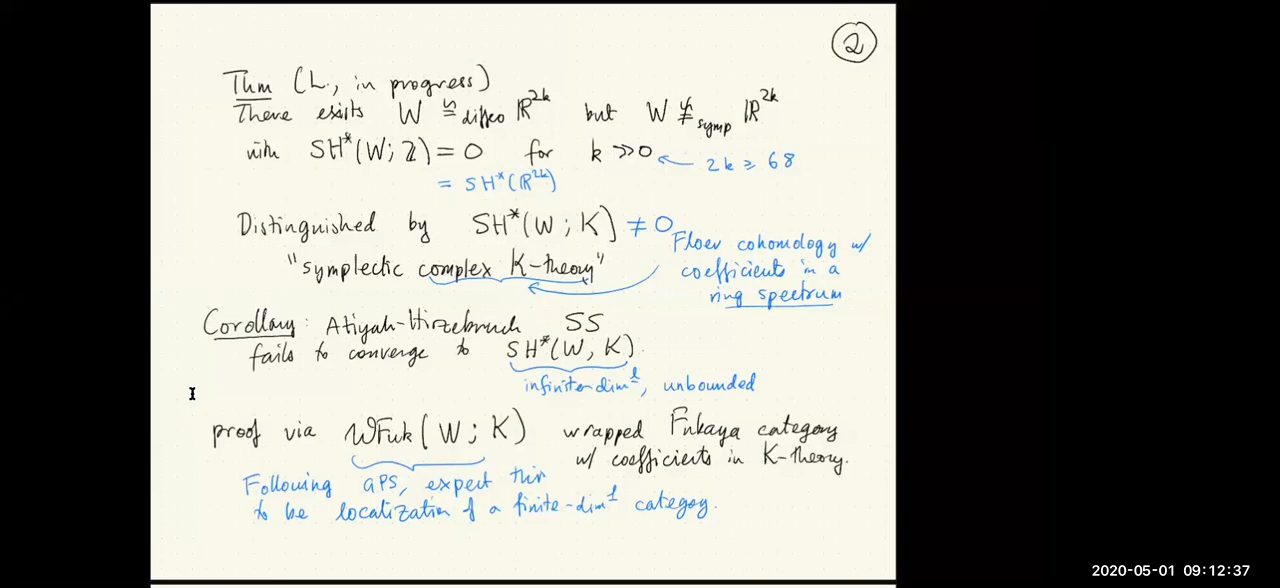 ②
Thm (L., in progress)
There exists W ≅diffeo ℝ^2k but W ≇symp ℝ^2k
with SH*(W; ℤ) = 0 for k ≫ 0 ← 2k ≥ 68
= SH*(ℝ^2k)
Distinguished by SH*(W; K) ≠ 0
"symplectic complex K-theory"
Floer cohomology w/
coefficients in a
ring spectrum
Corollary: Atiyah-Hirzebruch SS
fails to converge to SH*(W, K).
infinite-dim^l, unbounded
proof via WFuk(W; K) wrapped Fukaya category
w/ coefficients in K-theory.
Following GPS, expect this
to be localization of a finite-dim^l category.
2020-05-01 09:12:37